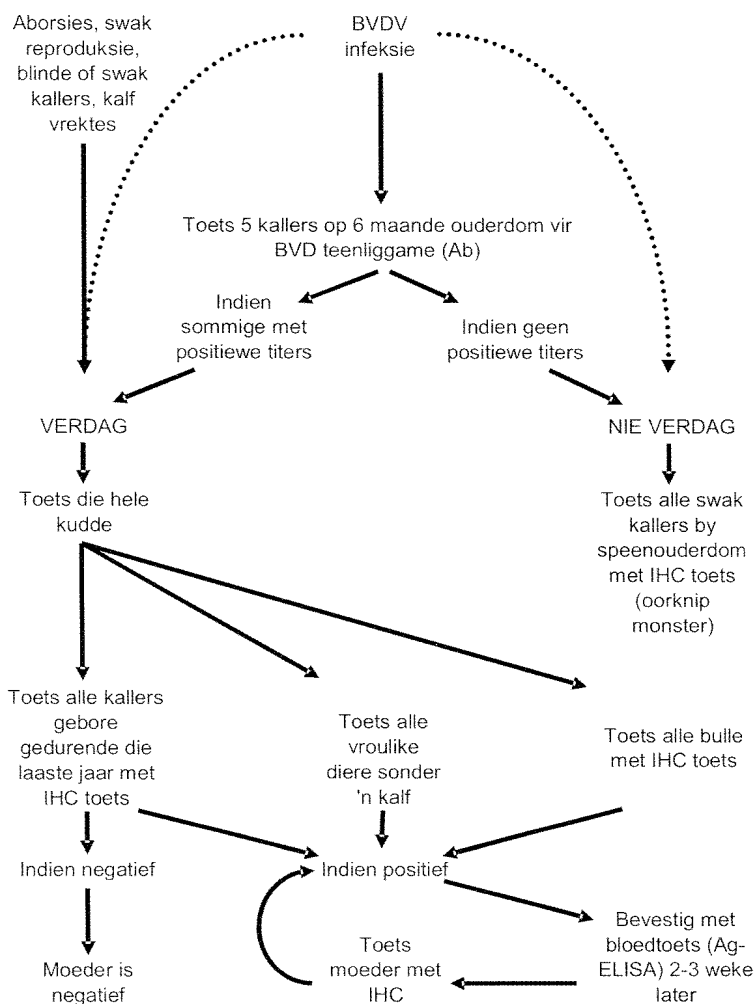 Aborsies, swak
reproduksie,
blinde of swak
kallers, kalf
vrektes
BVDV
infeksie
Toets 5 kallers op 6 maande ouderdom vir
BVD teenliggame (Ab)
Indien
sommige met
positiewe titers
Indien geen
positiewe titers
VERDAG
NIE VERDAG
Toets die hele
kudde
Toets alle swak
kallers by
speenouderdom
met IHC toets
(oorknip
monster)
Toets alle kallers
gebore
gedurende die
laaste jaar met
IHC toets
Toets alle
vroulike
diere sonder
'n kalf
Toets alle bulle
met IHC toets
Indien negatief
Indien positief
Moeder is
negatief
Toets
moeder met
IHC
Bevestig met
bloedtoets (Ag-
ELISA) 2-3 weke
later